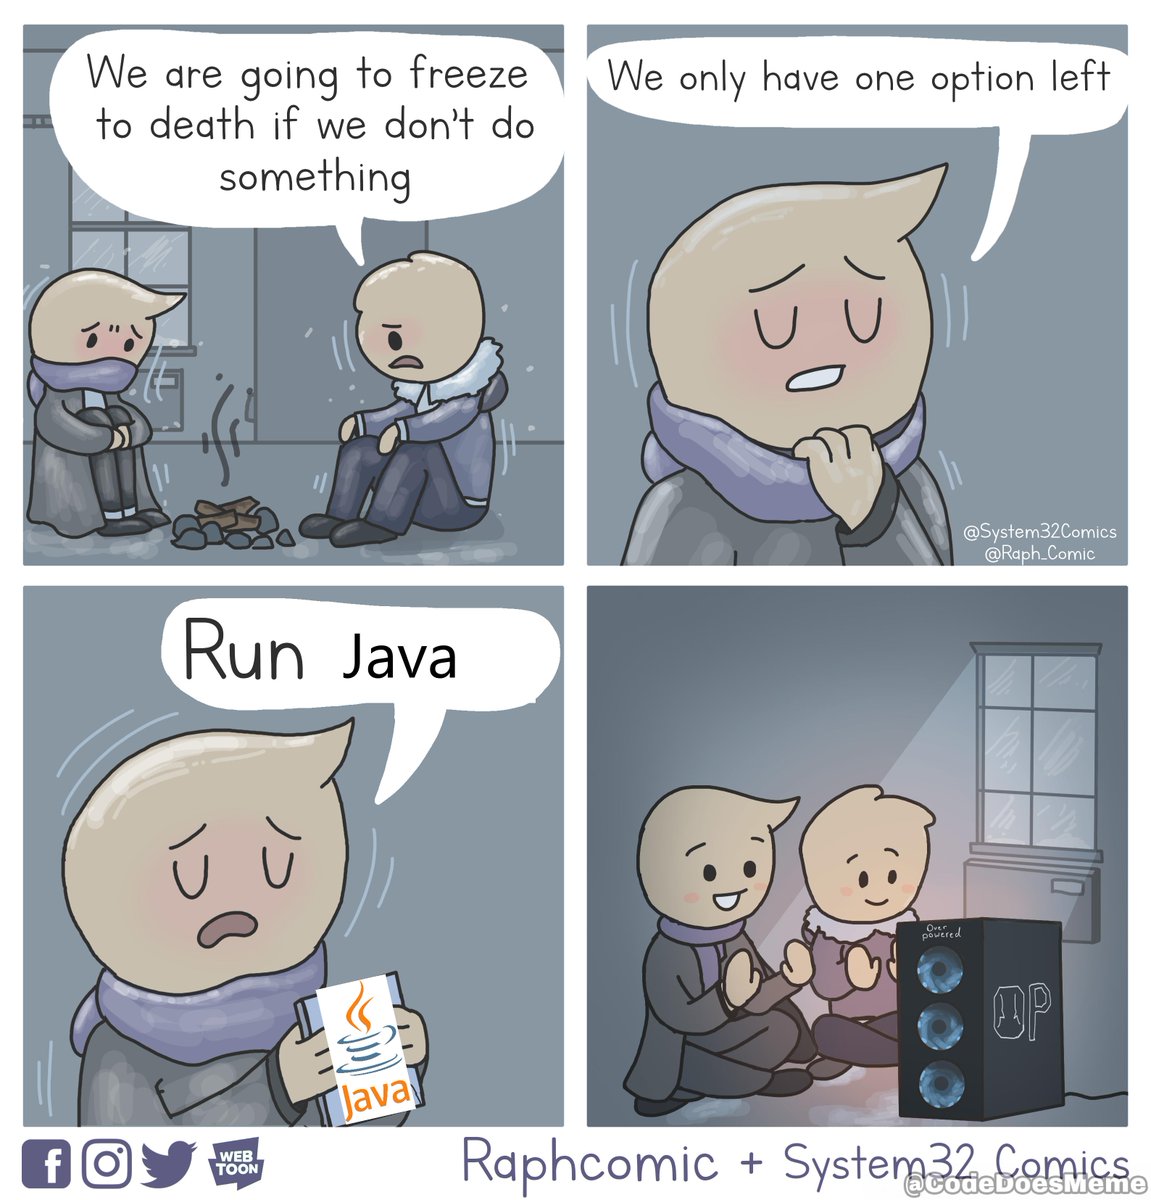 We are going to freeze
to death if we don't do
something
We only have one option left
@System32Comics
@Raph_Comic
Run Java
Java
Over
powered
OP
WEB
TOON
Raphcomic + System32 Comics
@CodeDoesMeme